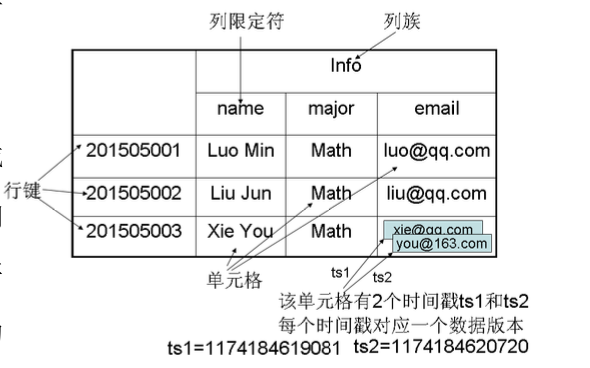 列限定符 列族
Info
name major email
201505001 Luo Min Math luo@qq.com
行键 201505002 Liu Jun Math liu@qq.com
201505003 Xie You Math xie@qq.com
you@163.com
单元格 ts1 ts2
该单元格有2个时间戳ts1和ts2
每个时间戳对应一个数据版本
ts1=1174184619081 ts2=1174184620720